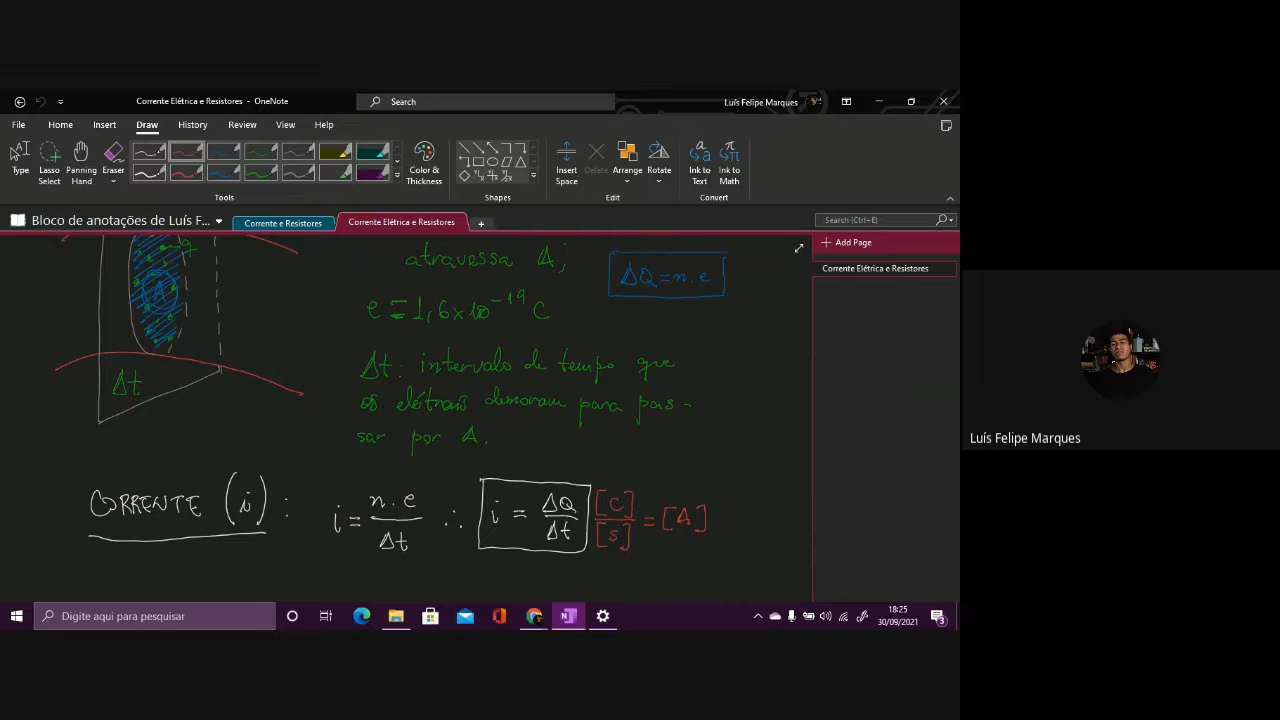 Corrente Elétrica e Resistores - OneNote
Search
Luís Felipe Marques
File Home Insert Draw History Review View Help
Type
Lasso Select
Panning Hand
Eraser
Color & Thickness
Insert Space
Delete
Arrange
Rotate
Ink to Text
Ink to Math
Tools
Shapes
Edit
Convert
Bloco de anotações de Luís F...
Corrente e Resistores
Corrente Elétrica e Resistores
+
Search (Ctrl+E)
+ Add Page
Corrente Elétrica e Resistores
q
A
Δt
atravessa A;
ΔQ = n.e
e = 1,6x10⁻¹⁹ C
Δt: intervalo de tempo que
os elétrons demoram para pas-
sar por A.
CORRENTE (i) : i = n.e/Δt ∴ i = ΔQ/Δt [C]/[s] = [A]
Luís Felipe Marques
Digite aqui para pesquisar
18:25
30/09/2021
3